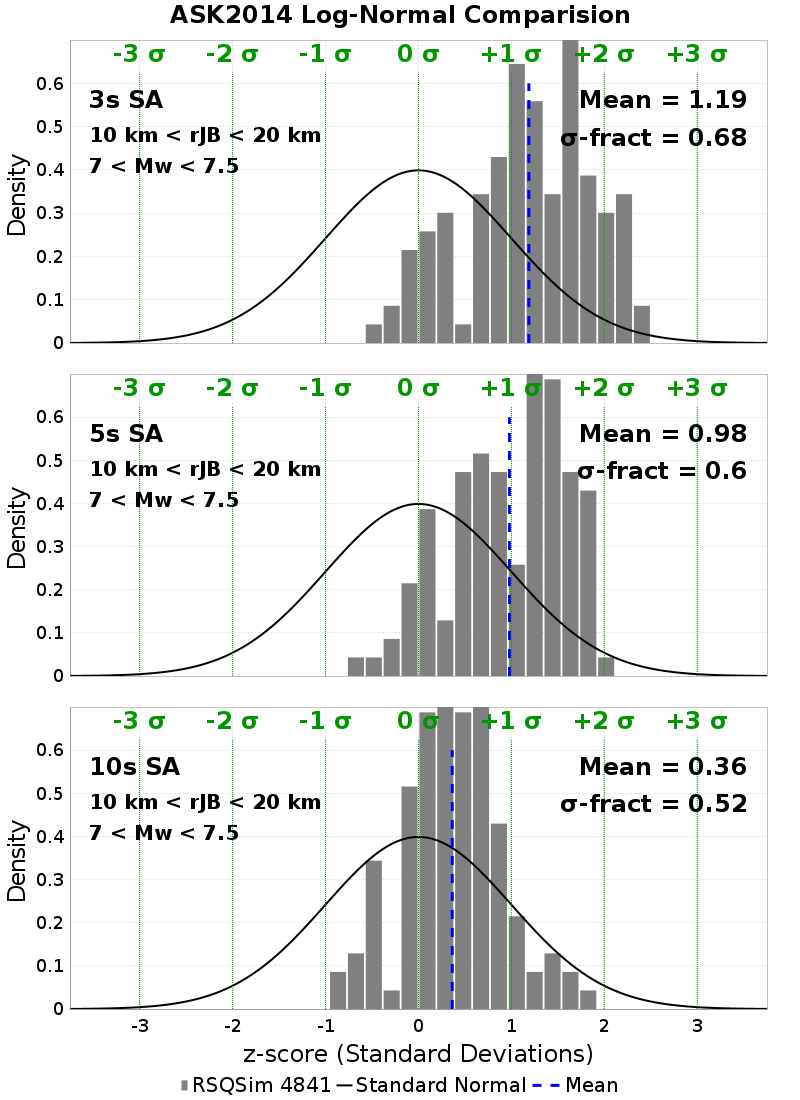 ASK2014 Log-Normal Comparision
-3 σ -2 σ -1 σ 0 σ +1 σ +2 σ +3 σ
0.6
0.5
0.4
0.3
0.2
0.1
0
Density
3s SA
10 km < rJB < 20 km
7 < Mw < 7.5
Mean = 1.19
σ-fract = 0.68
-3 σ -2 σ -1 σ 0 σ +1 σ +2 σ +3 σ
0.6
0.5
0.4
0.3
0.2
0.1
0
Density
5s SA
10 km < rJB < 20 km
7 < Mw < 7.5
Mean = 0.98
σ-fract = 0.6
-3 σ -2 σ -1 σ 0 σ +1 σ +2 σ +3 σ
0.6
0.5
0.4
0.3
0.2
0.1
0
Density
10s SA
10 km < rJB < 20 km
7 < Mw < 7.5
Mean = 0.36
σ-fract = 0.52
-3 -2 -1 0 1 2 3
z-score (Standard Deviations)
RSQSim 4841 Standard Normal Mean